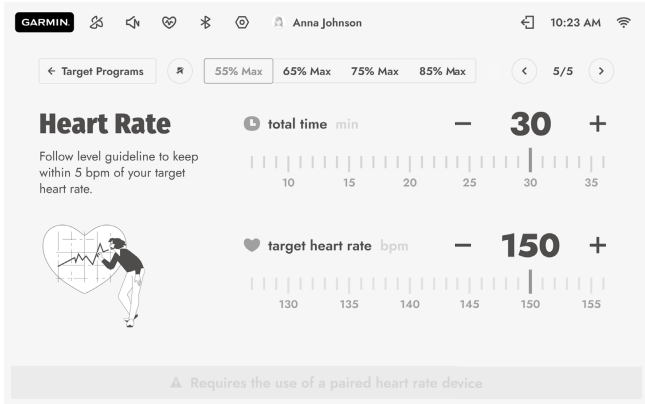 GARMIN.
Anna Johnson
10:23 AM
← Target Programs
55% Max
65% Max
75% Max
85% Max
5/5
Heart Rate
Follow level guideline to keep
within 5 bpm of your target
heart rate.
total time min
30
10 15 20 25 30 35
target heart rate bpm
150
130 135 140 145 150 155
Requires the use of a paired heart rate device